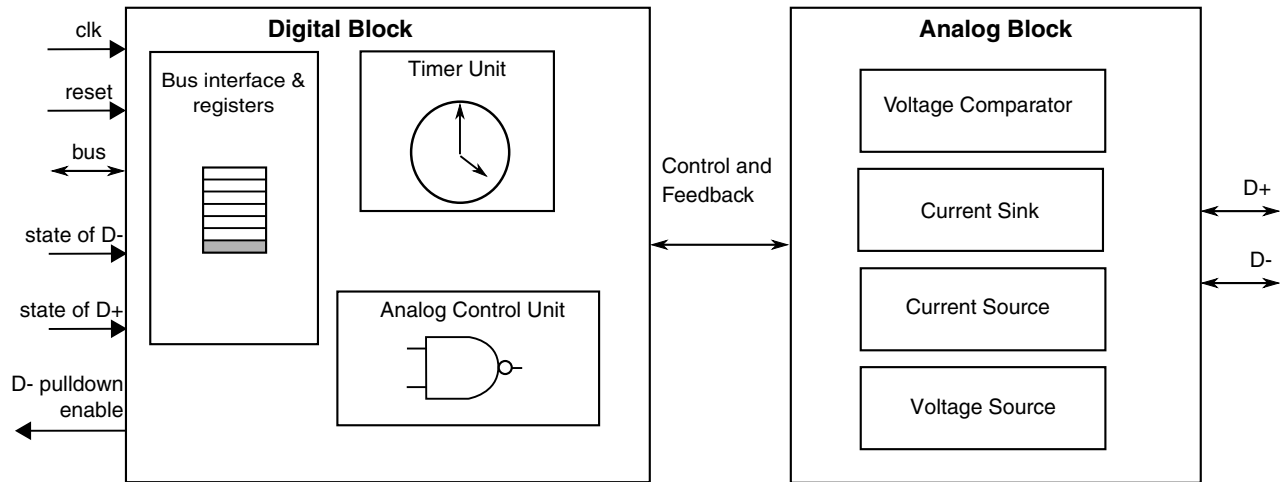 clk
reset
bus
state of D-
state of D+
D- pulldown
enable
Digital Block
Bus interface &
registers
Timer Unit
Analog Control Unit
Control and
Feedback
Analog Block
Voltage Comparator
Current Sink
Current Source
Voltage Source
D+
D-